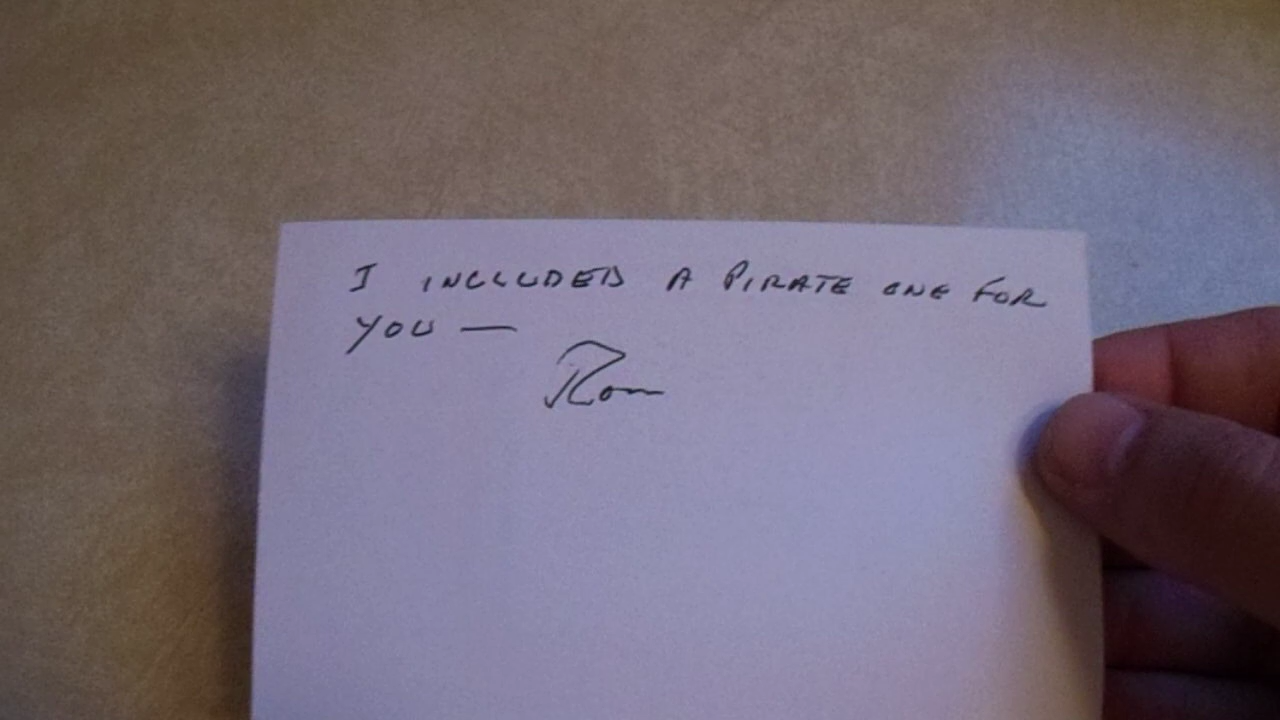 I INCLUDED A PIRATE ONE FOR
YOU —
Ron